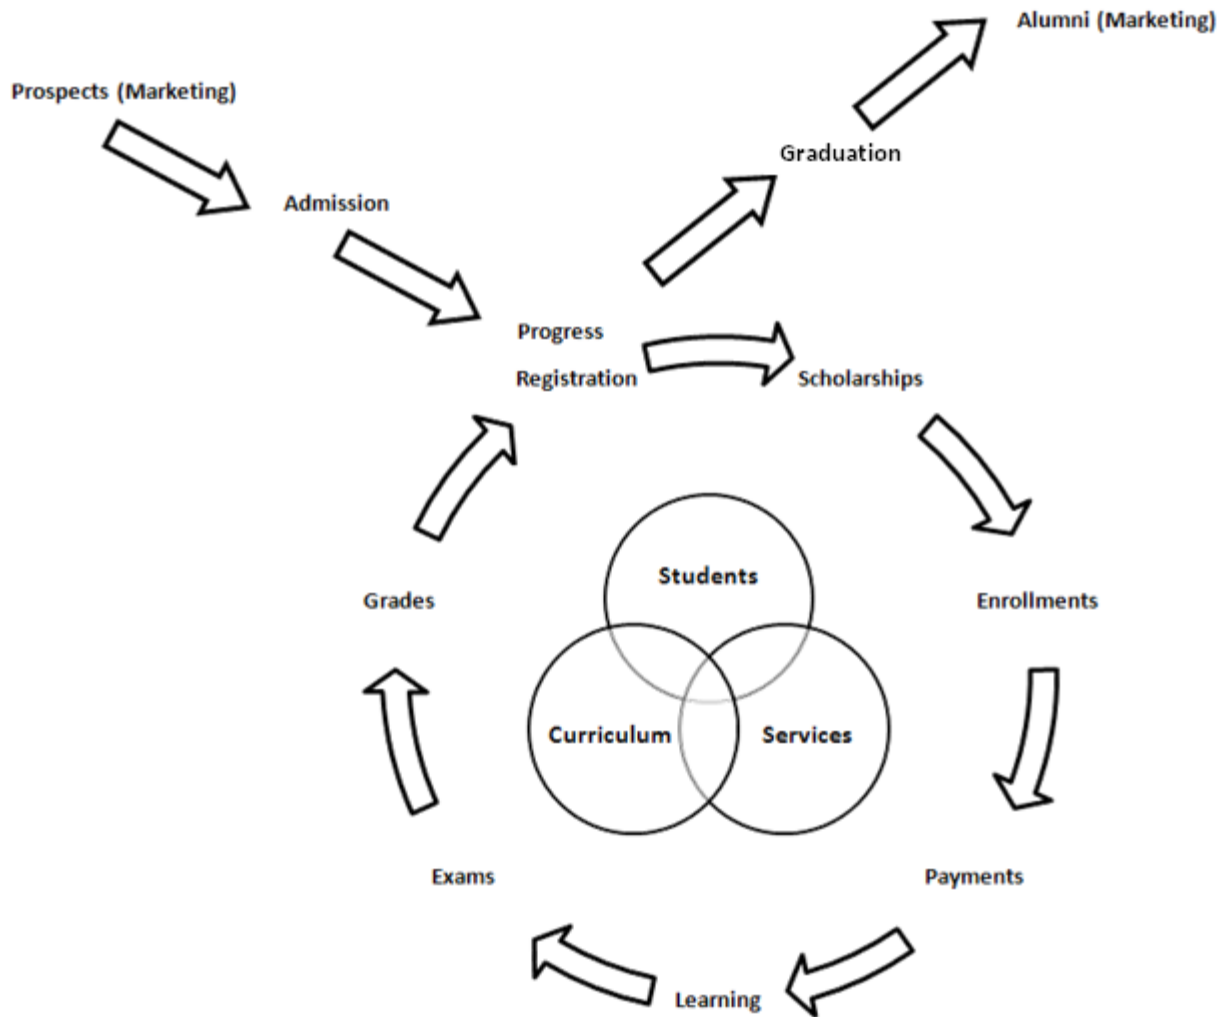 Alumni (Marketing)
Prospects (Marketing)
Graduation
Admission
Progress
Registration
Scholarships
Students
Grades
Enrollments
Curriculum
Services
Exams
Payments
Learning